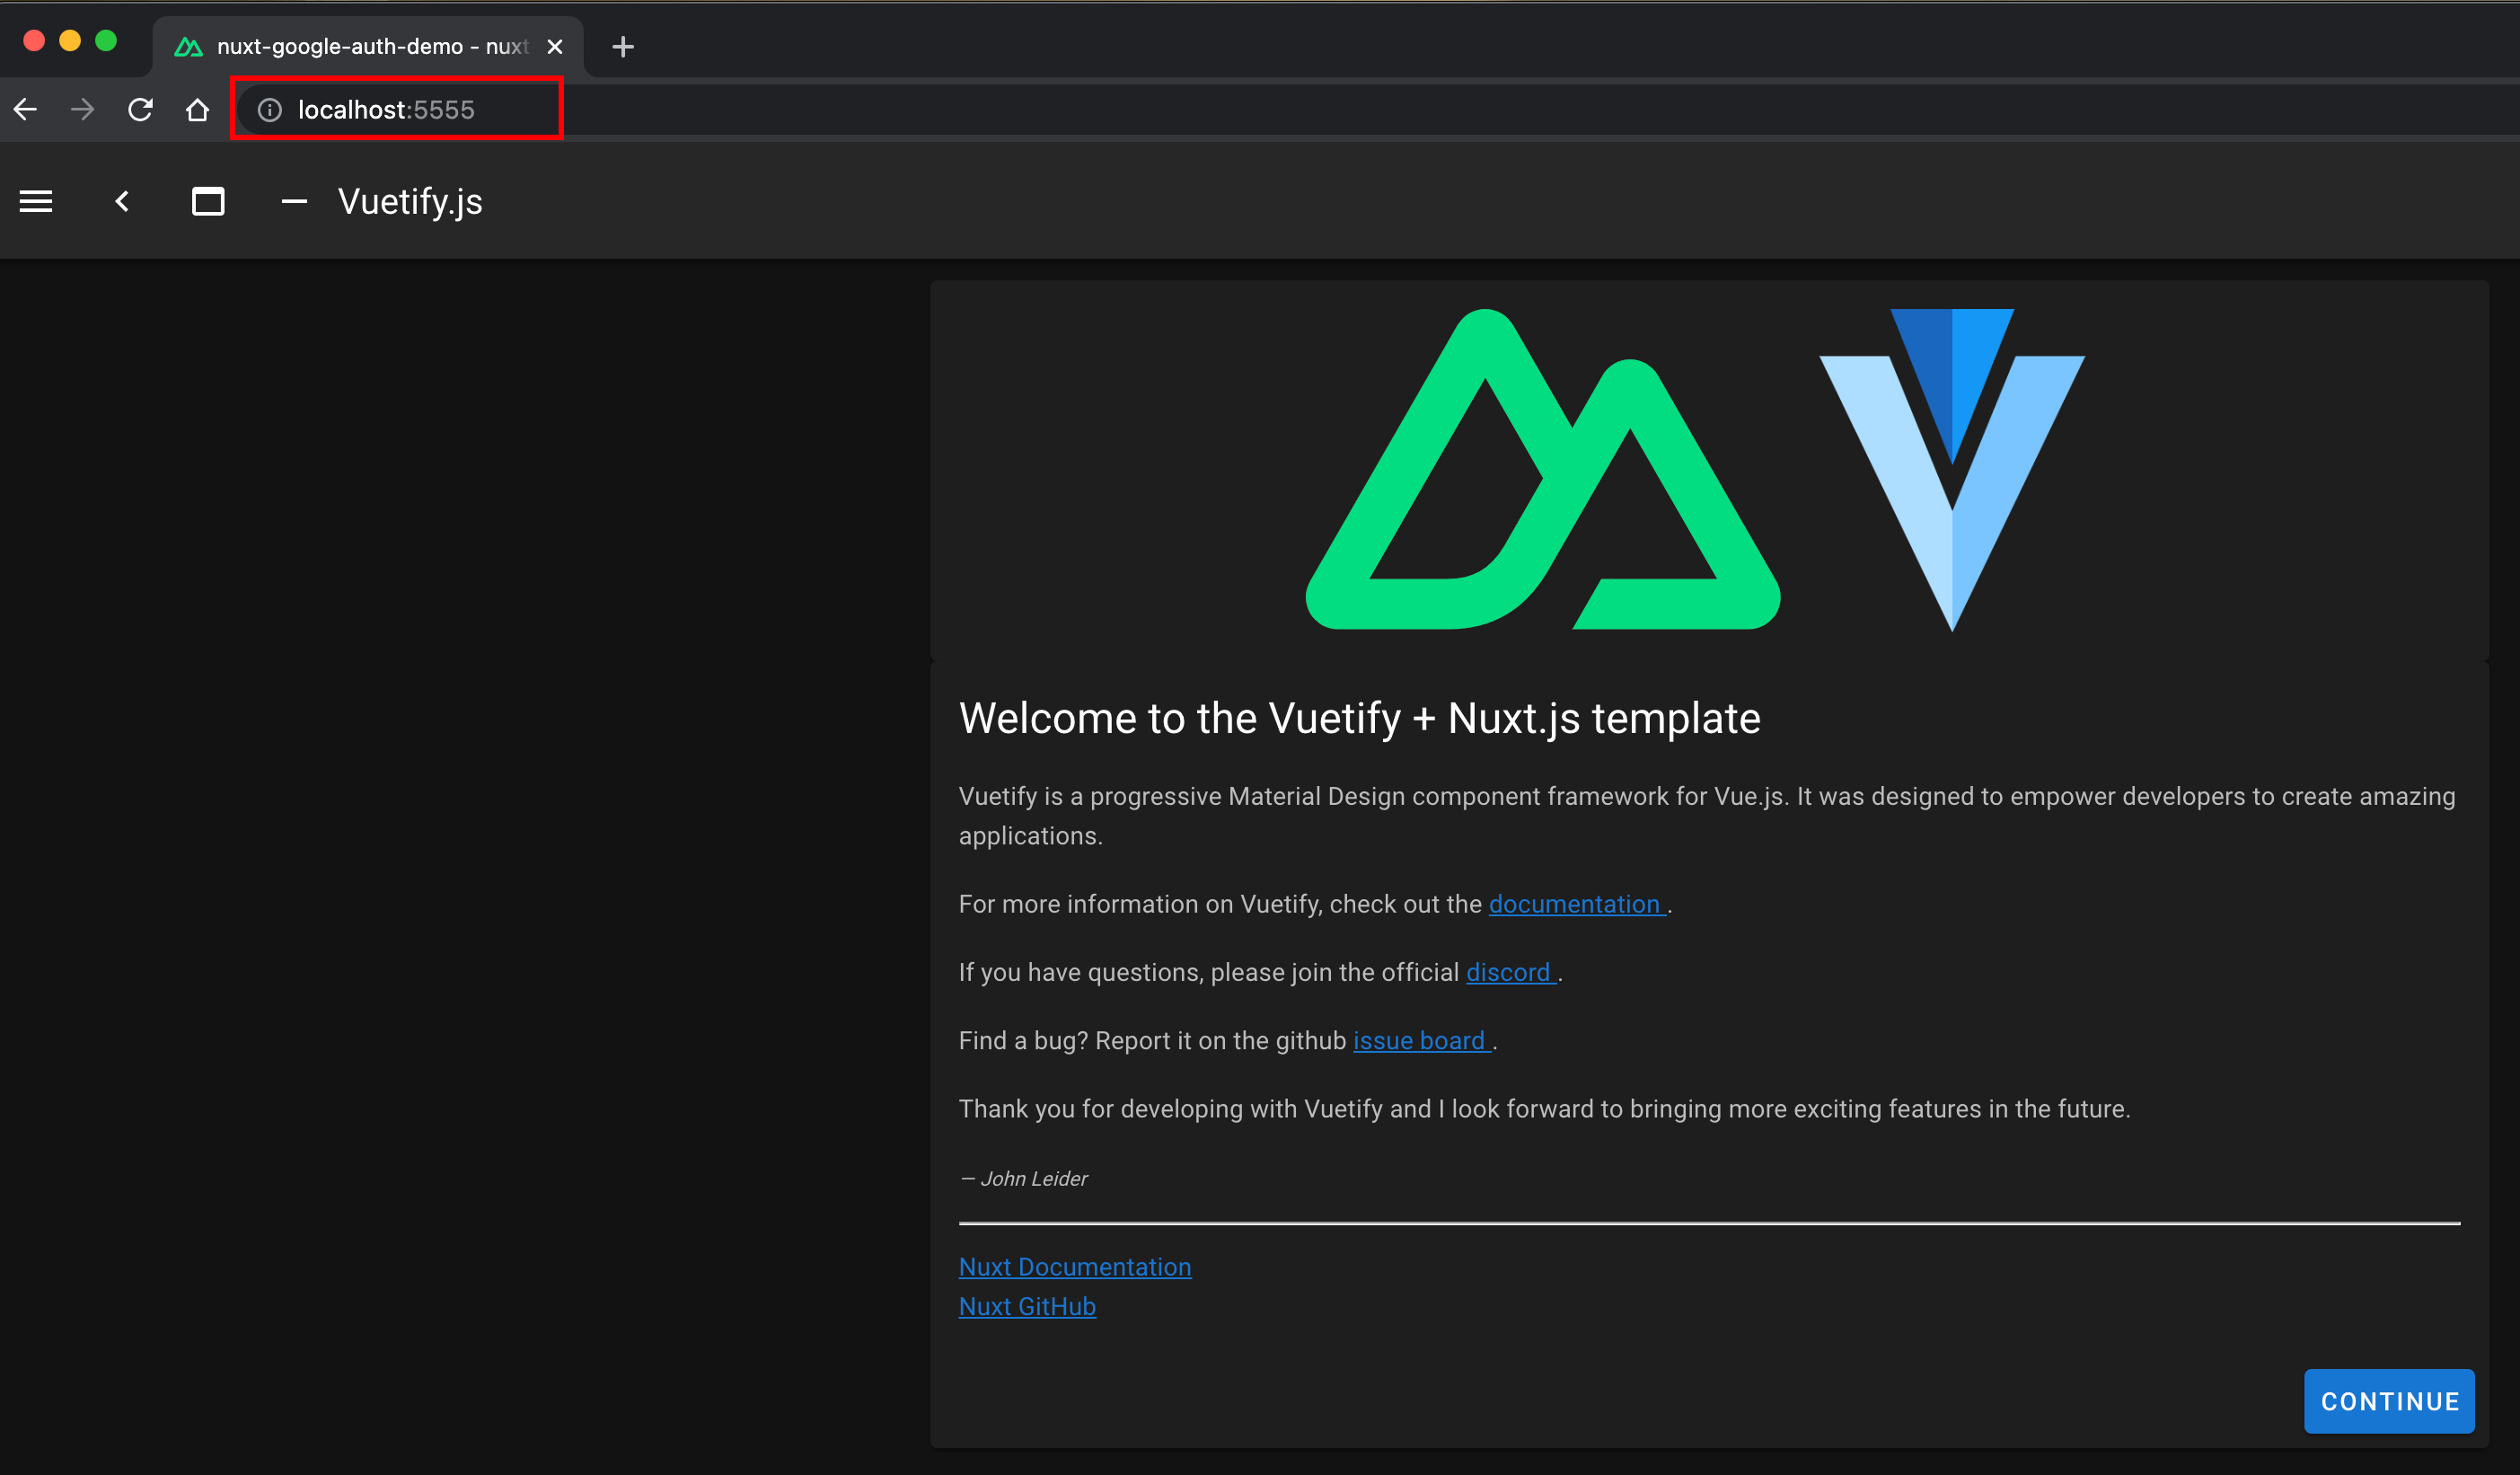 nuxt-google-auth-demo - nuxt
localhost:5555
Vuetify.js
Welcome to the Vuetify + Nuxt.js template
Vuetify is a progressive Material Design component framework for Vue.js. It was designed to empower developers to create amazing
applications.
For more information on Vuetify, check out the documentation .
If you have questions, please join the official discord .
Find a bug? Report it on the github issue board .
Thank you for developing with Vuetify and I look forward to bringing more exciting features in the future.
— John Leider
Nuxt Documentation
Nuxt GitHub
CONTINUE